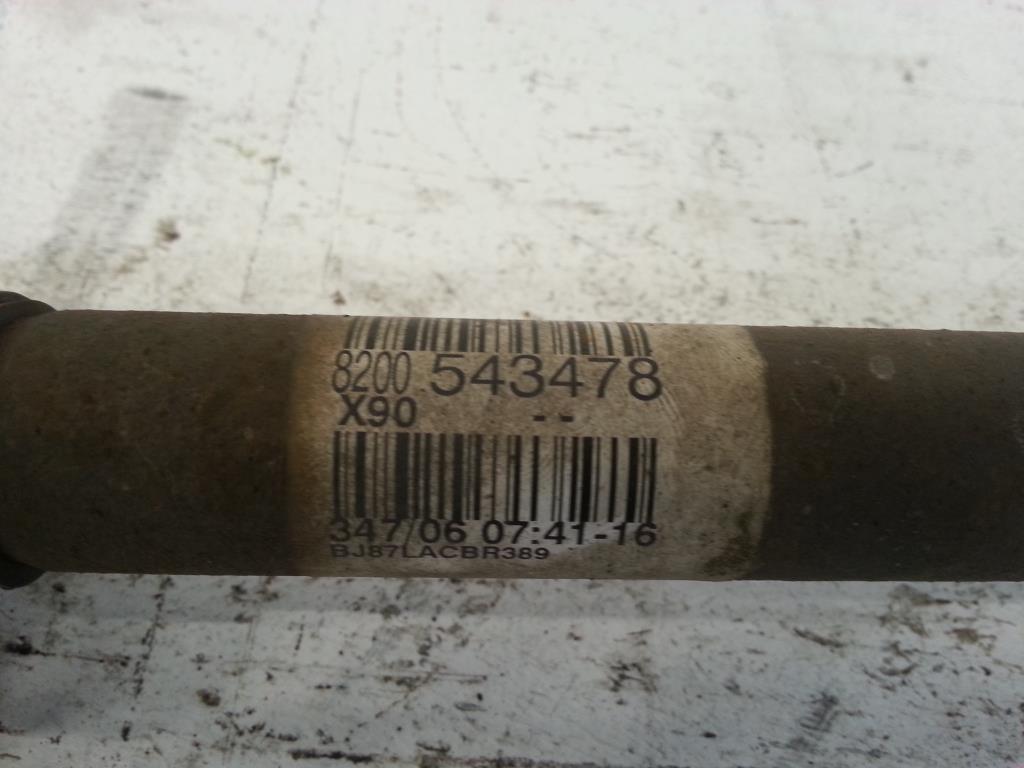 8200 543478
X90 --
347/06 07:41-16
BJ87LACBR389